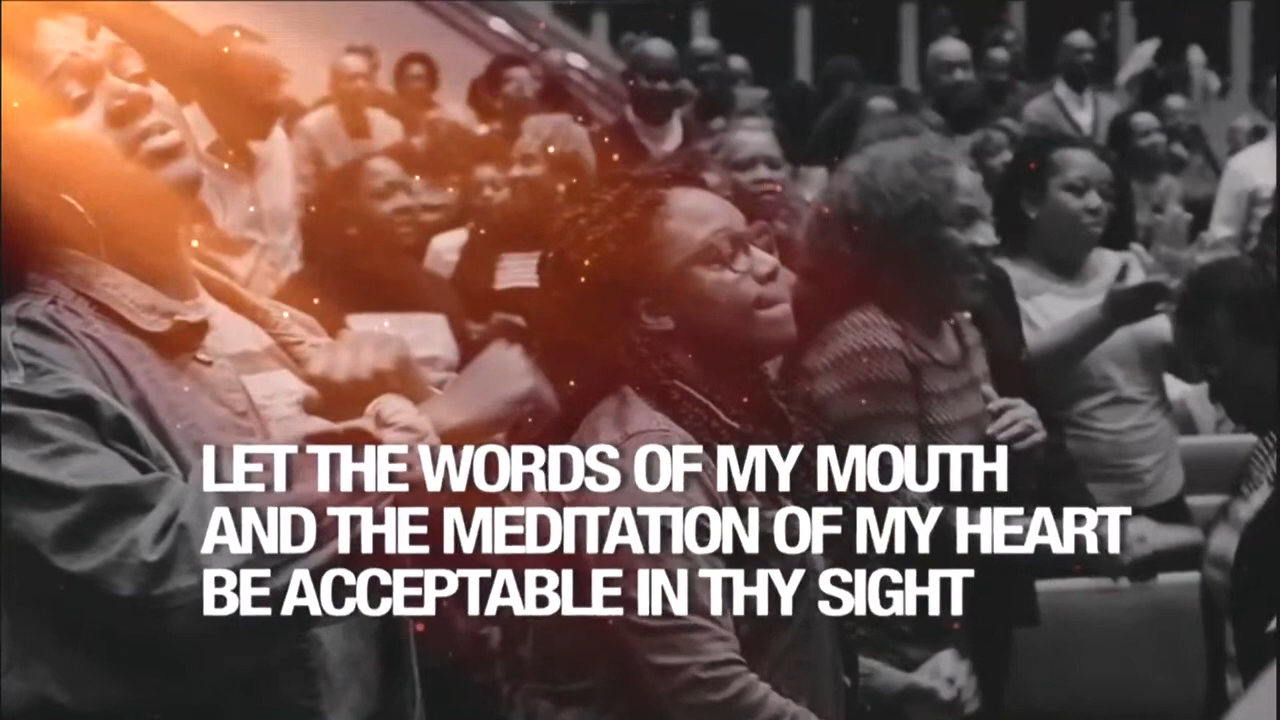 LET THE WORDS OF MY MOUTH
AND THE MEDITATION OF MY HEART
BE ACCEPTABLE IN THY SIGHT